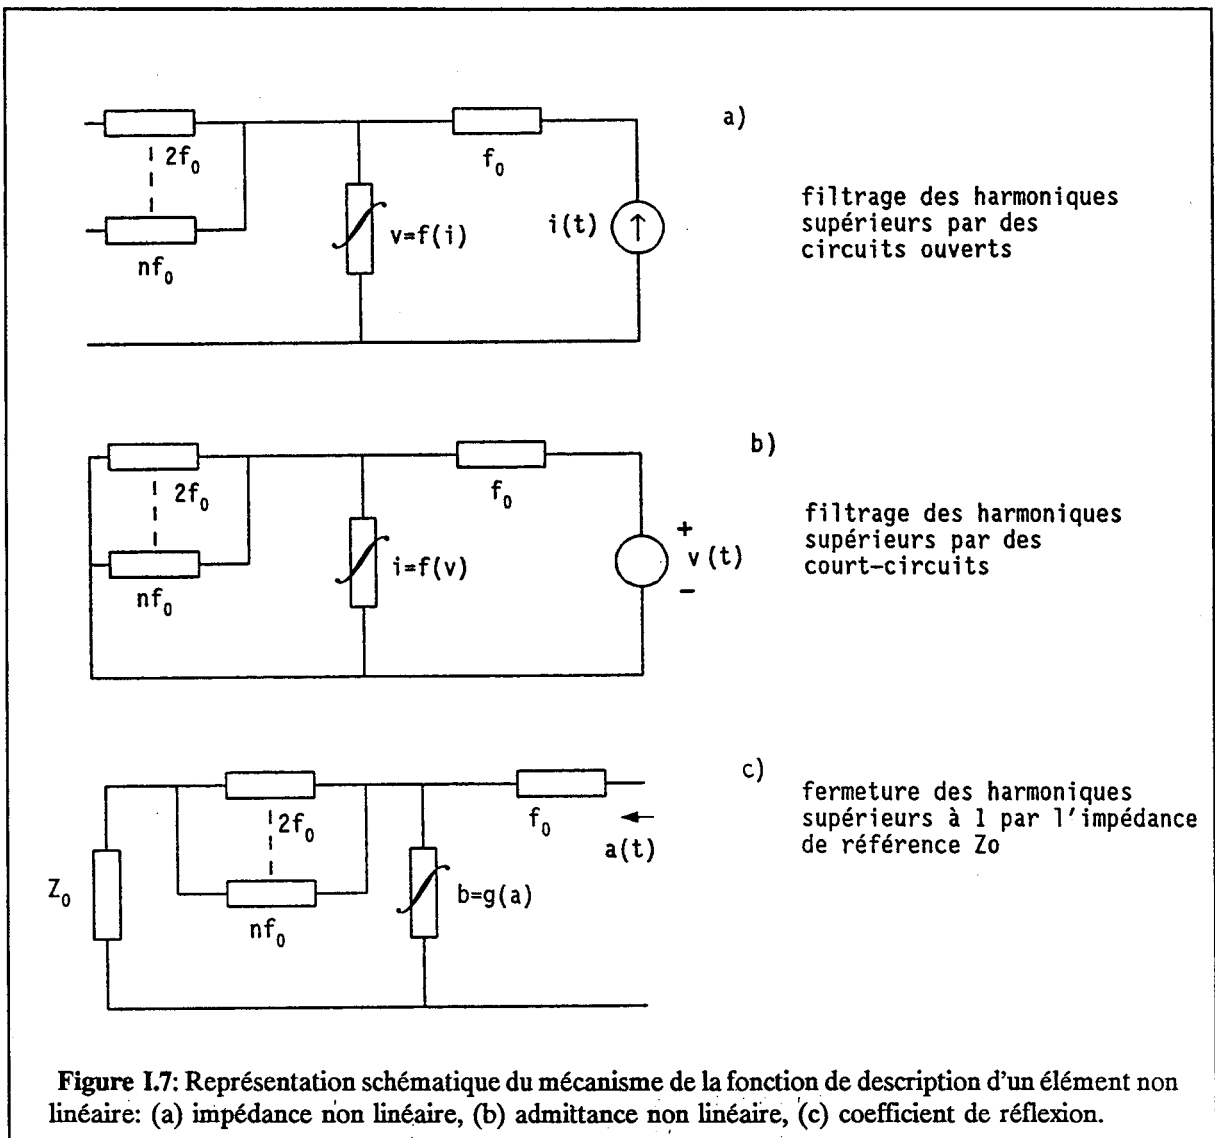 a)
2f₀
f₀
nf₀
v=f(i)
i(t)
filtrage des harmoniques
supérieurs par des
circuits ouverts
b)
2f₀
f₀
nf₀
i=f(v)
+
v(t)
−
filtrage des harmoniques
supérieurs par des
court-circuits
c)
2f₀
f₀
a(t)
Z₀
nf₀
b=g(a)
fermeture des harmoniques
supérieurs à 1 par l'impédance
de référence Zo
Figure I.7: Représentation schématique du mécanisme de la fonction de description d'un élément non
linéaire: (a) impédance non linéaire, (b) admittance non linéaire, (c) coefficient de réflexion.